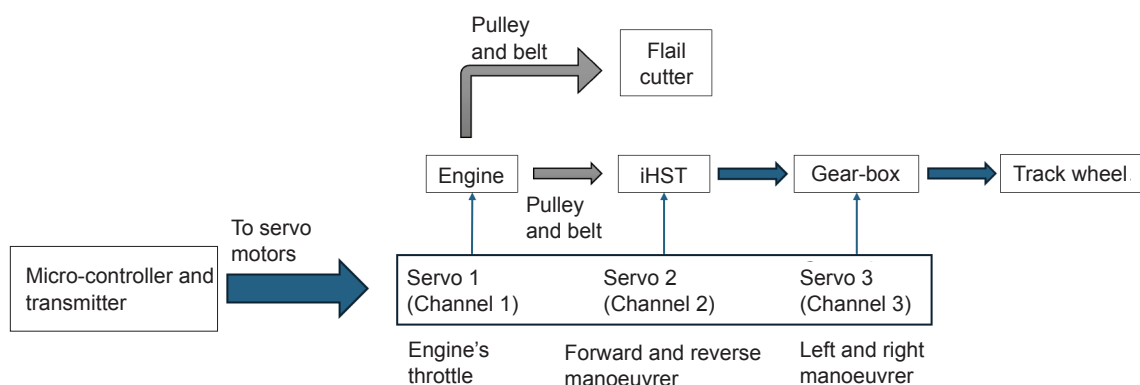 Pulley
and belt
Flail
cutter
Engine
iHST
Gear-box
Track wheel
Pulley
and belt
To servo
motors
Micro-controller and
transmitter
Servo 1
(Channel 1)
Servo 2
(Channel 2)
Servo 3
(Channel 3)
Engine's
throttle
Forward and reverse
manoeuvrer
Left and right
manoeuvrer